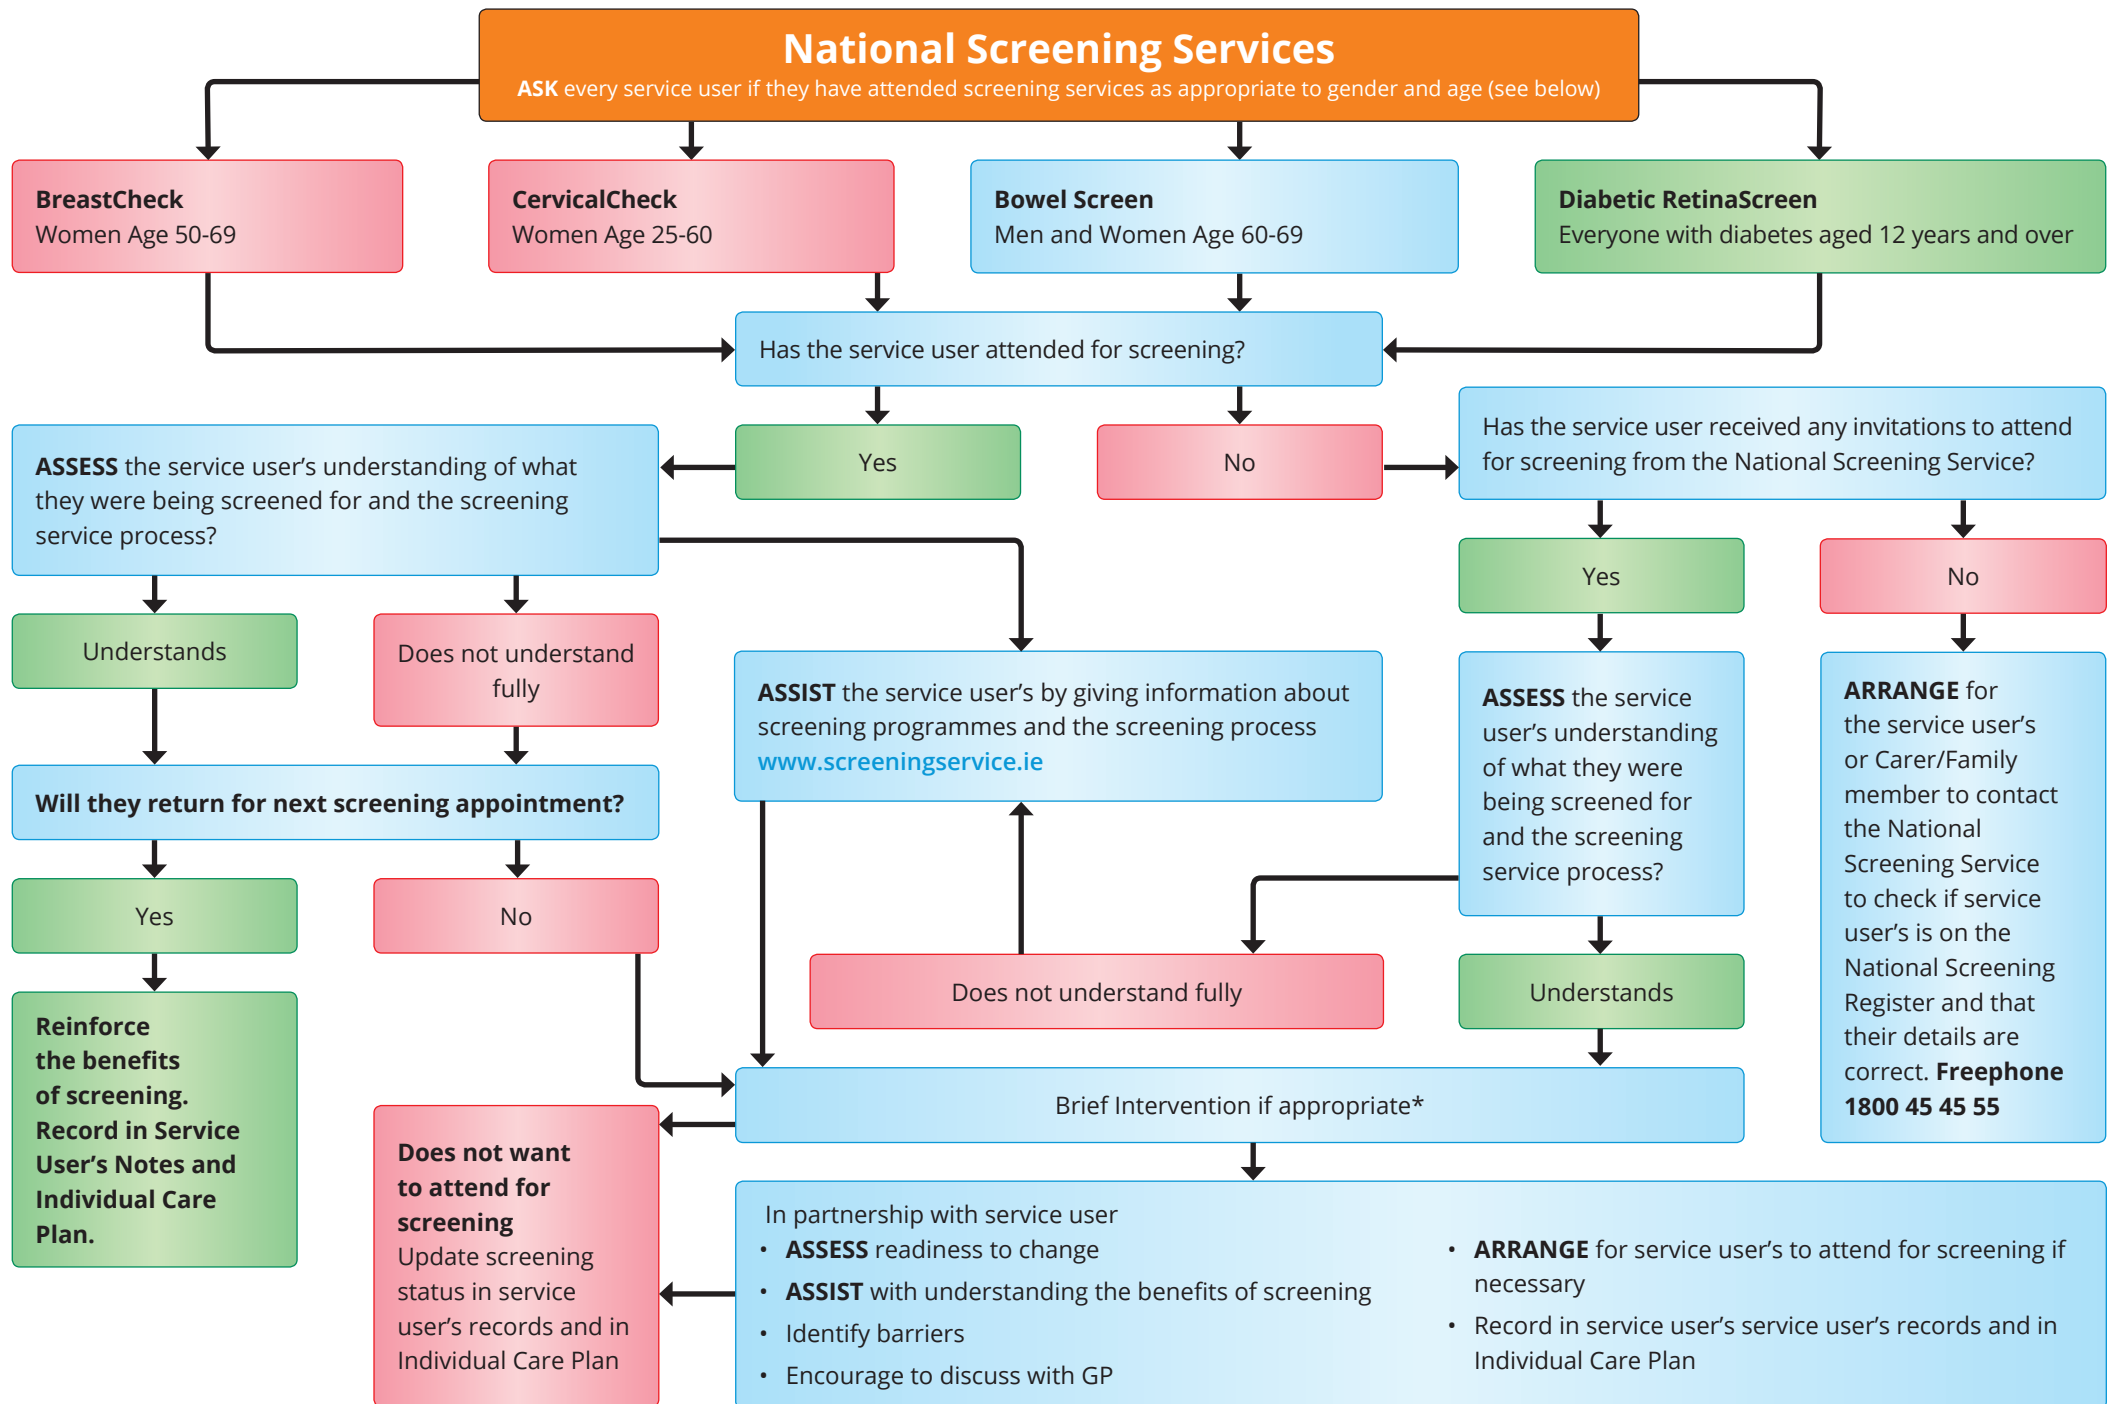 National Screening Services
ASK every service user if they have attended screening services as appropriate to gender and age (see below)
BreastCheck
Women Age 50-69
CervicalCheck
Women Age 25-60
Bowel Screen
Men and Women Age 60-69
Diabetic RetinaScreen
Everyone with diabetes aged 12 years and over
Has the service user attended for screening?
Yes
No
Has the service user received any invitations to attend
for screening from the National Screening Service?
ASSESS the service user’s understanding of what
they were being screened for and the screening
service process?
Yes
No
Understands
Does not understand
fully
ASSIST the service user’s by giving information about
screening programmes and the screening process
www.screeningservice.ie
ASSESS the service
user’s understanding
of what they were
being screened for
and the screening
service process?
ARRANGE for
the service user’s
or Carer/Family
member to contact
the National
Screening Service
to check if service
user’s is on the
National Screening
Register and that
their details are
correct. Freephone
1800 45 45 55
Will they return for next screening appointment?
Yes
No
Does not understand fully
Understands
Reinforce
the benefits
of screening.
Record in Service
User’s Notes and
Individual Care
Plan.
Brief Intervention if appropriate*
Does not want
to attend for
screening
Update screening
status in service
user’s records and in
Individual Care Plan
In partnership with service user
• ASSESS readiness to change
• ASSIST with understanding the benefits of screening
• Identify barriers
• Encourage to discuss with GP
• ARRANGE for service user’s to attend for screening if
necessary
• Record in service user’s service user’s records and in
Individual Care Plan